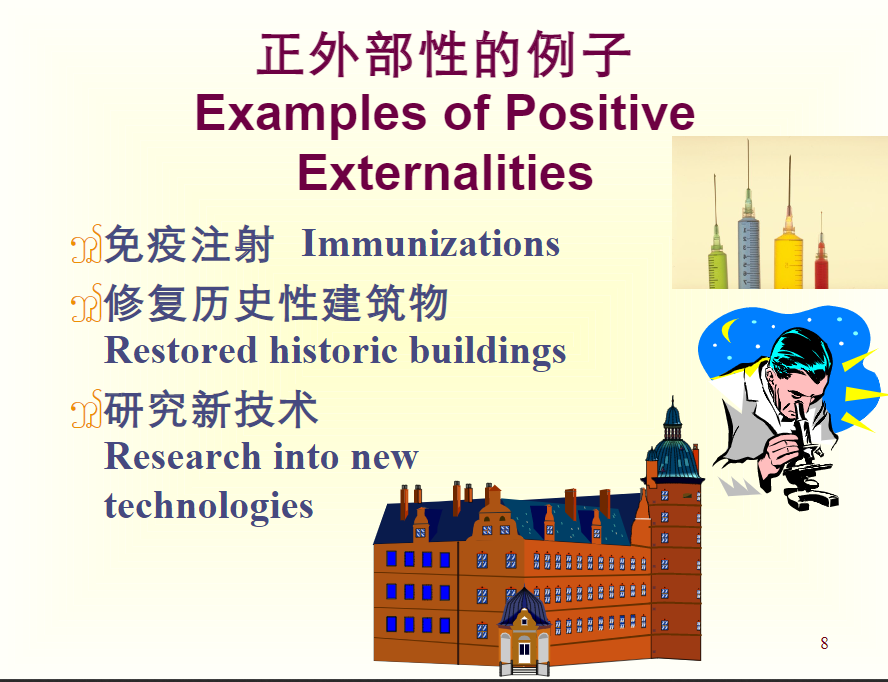 正外部性的例子
Examples of Positive
Externalities
免疫注射 Immunizations
修复历史性建筑物
Restored historic buildings
研究新技术
Research into new
technologies
8